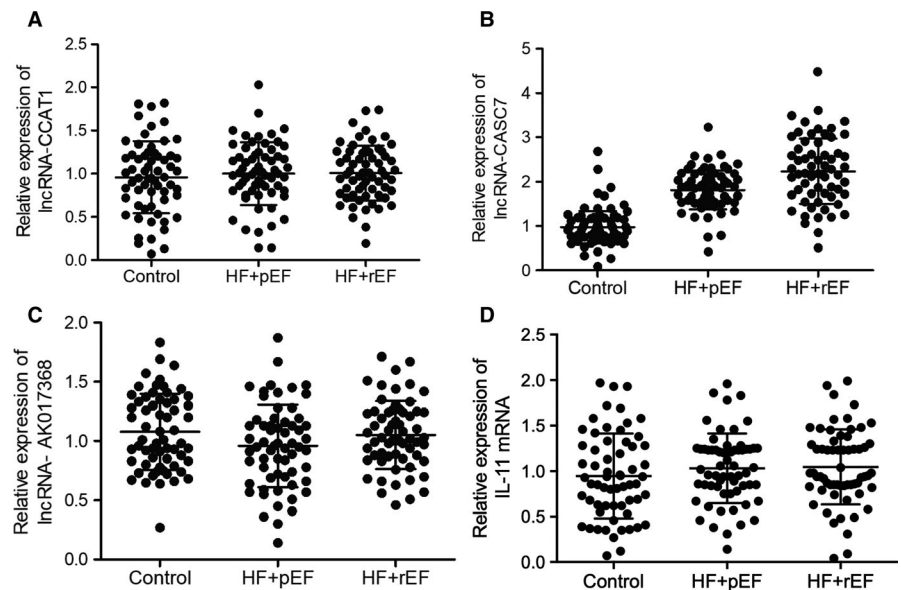 A
Relative expression of
lncRNA-CCAT1
2.5
2.0
1.5
1.0
0.5
0.0
Control HF+pEF HF+rEF
B
Relative expression of
lncRNA-CASC7
5
4
3
2
1
0
Control HF+pEF HF+rEF
C
Relative expression of
lncRNA- AK017368
2.0
1.5
1.0
0.5
0.0
Control HF+pEF HF+rEF
D
Relative expression of
IL-11 mRNA
2.5
2.0
1.5
1.0
0.5
0.0
Control HF+pEF HF+rEF